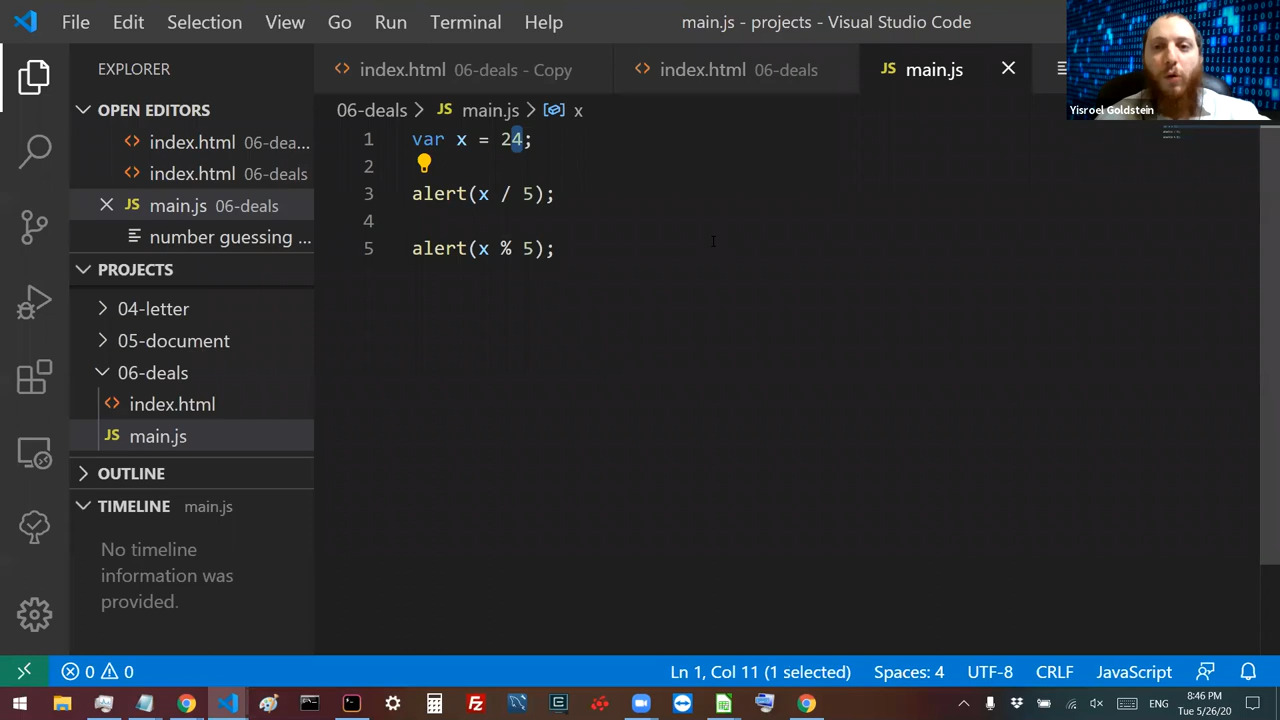 File Edit Selection View Go Run Terminal Help
main.js - projects - Visual Studio Code
Yisroel Goldstein
EXPLORER
OPEN EDITORS
index.html 06-dea...
index.html 06-deals
main.js 06-deals
number guessing ...
PROJECTS
04-letter
05-document
06-deals
index.html
JS main.js
OUTLINE
TIMELINE main.js
No timeline
information was
provided.
index.html 06-deals - Copy
index.html 06-deals
JS main.js
06-deals > JS main.js > x
1 var x = 24;
2
3 alert(x / 5);
4
5 alert(x % 5);
0 0
Ln 1, Col 11 (1 selected) Spaces: 4 UTF-8 CRLF JavaScript
ENG
8:46 PM
Tue 5/26/20